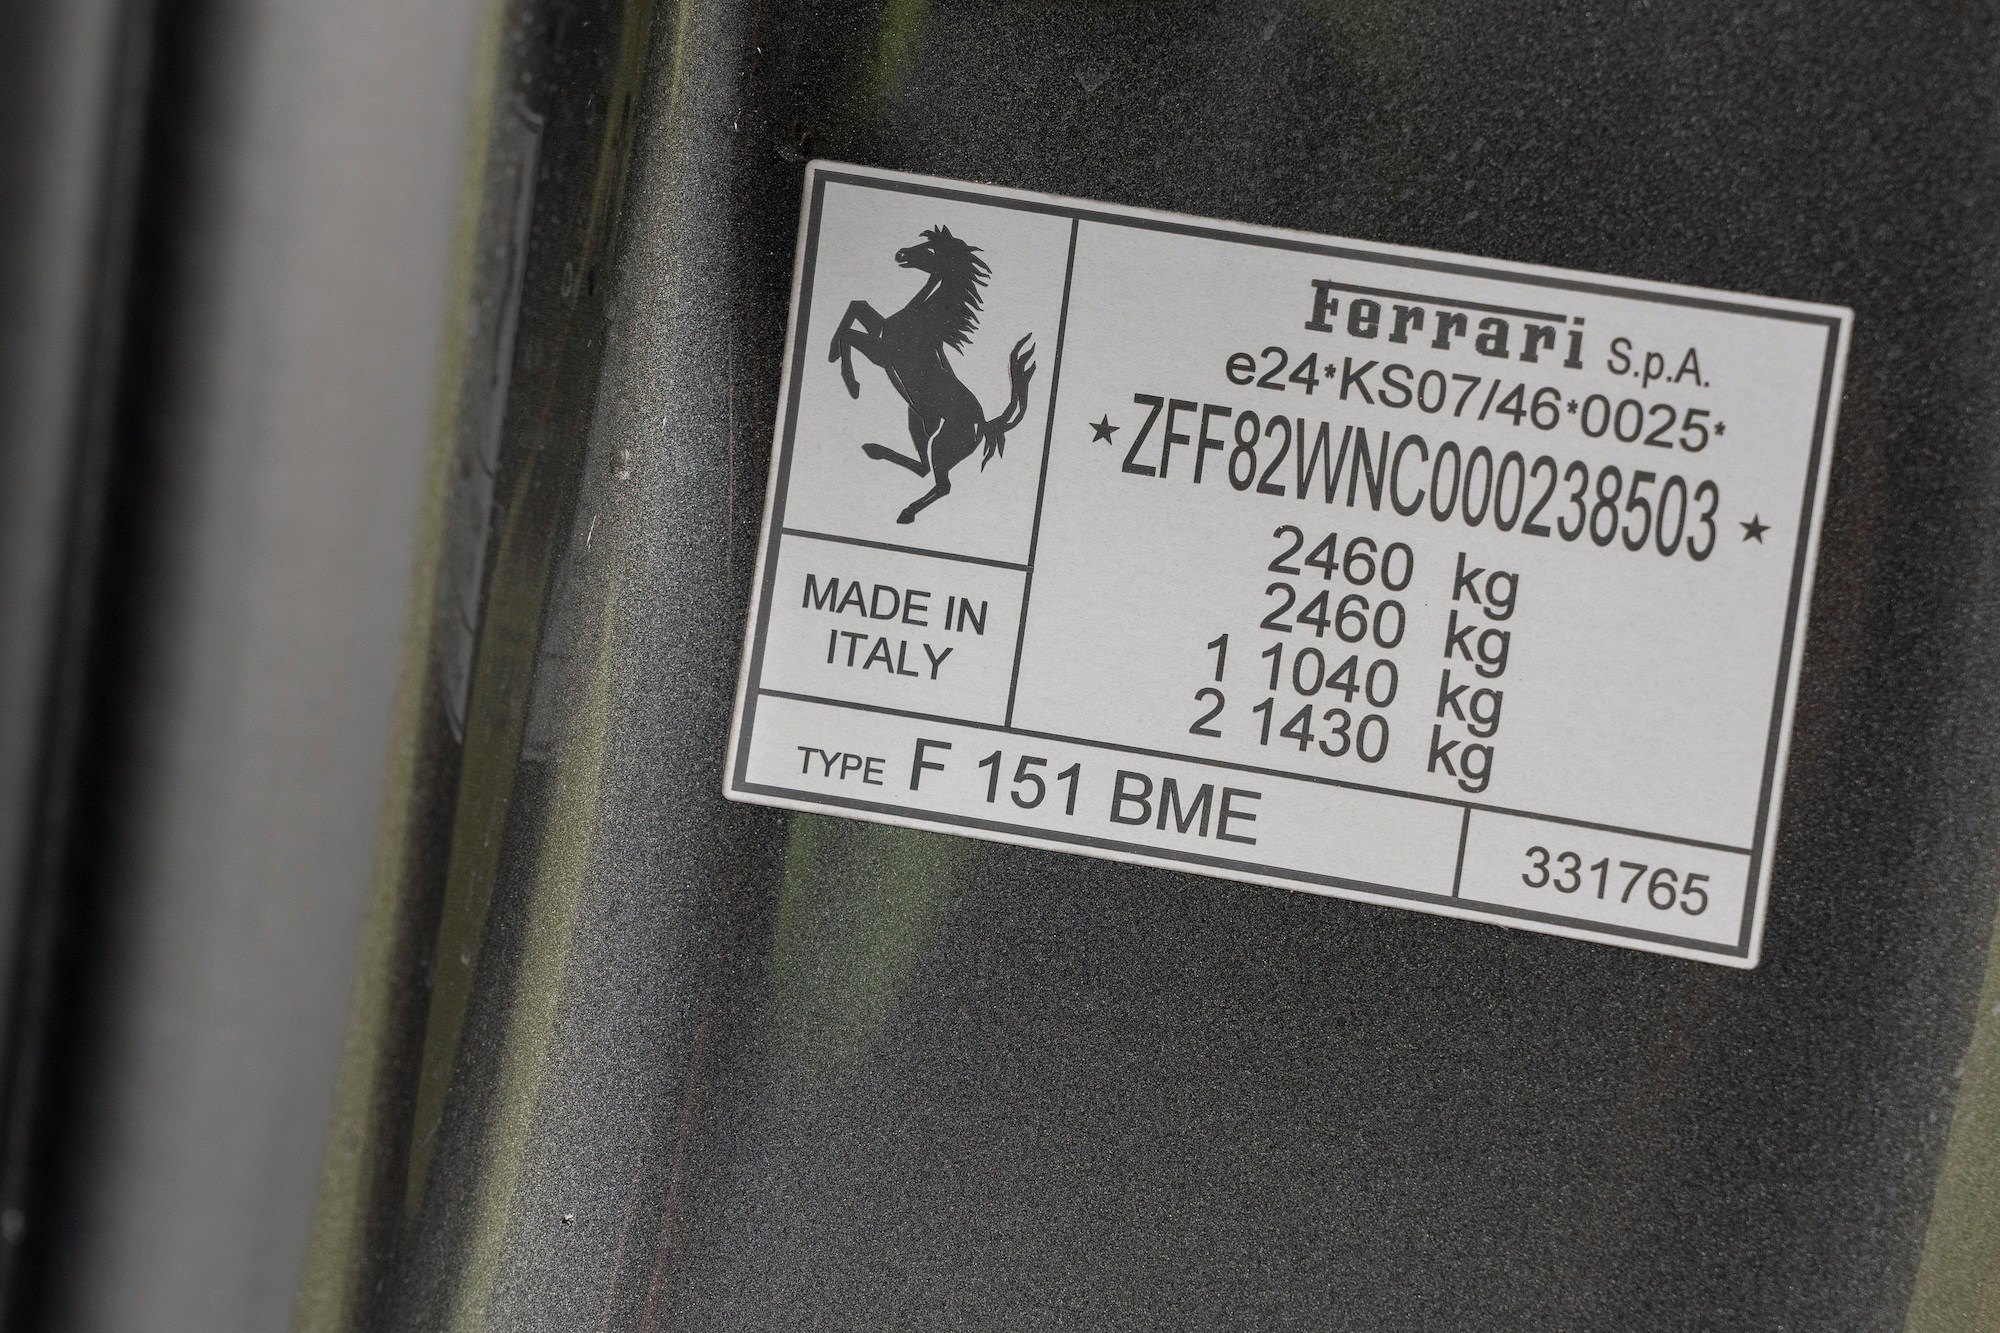 Ferrari S.p.A.
e24*KS07/46*0025*
★ZFF82WNC000238503★
2460 kg
2460 kg
1 1040 kg
2 1430 kg
MADE IN
ITALY
TYPE F 151 BME
331765